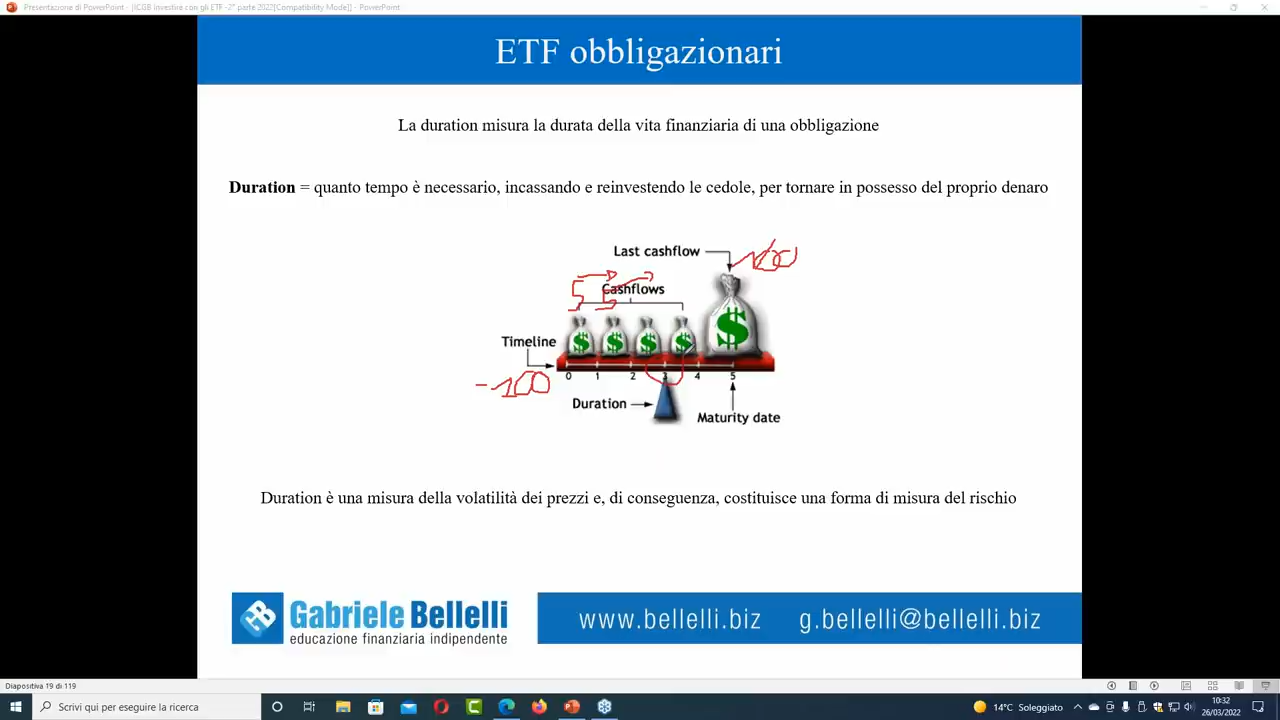 Presentazione di PowerPoint - [ICGB Investire con gli ETF -2° parte 2022[Compatibility Mode]] - PowerPoint
ETF obbligazionari
La duration misura la durata della vita finanziaria di una obbligazione
Duration = quanto tempo è necessario, incassando e reinvestendo le cedole, per tornare in possesso del proprio denaro
Last cashflow
100
5 5
Cashflows
$ $ $ $ $
Timeline
0 1 2 3 4 5
-100
Duration
Maturity date
Duration è una misura della volatilità dei prezzi e, di conseguenza, costituisce una forma di misura del rischio
Gabriele Bellelli
educazione finanziaria indipendente
www.bellelli.biz g.bellelli@bellelli.biz
Diapositiva 19 di 119
Scrivi qui per eseguire la ricerca
14°C Soleggiato
10:32
26/03/2022